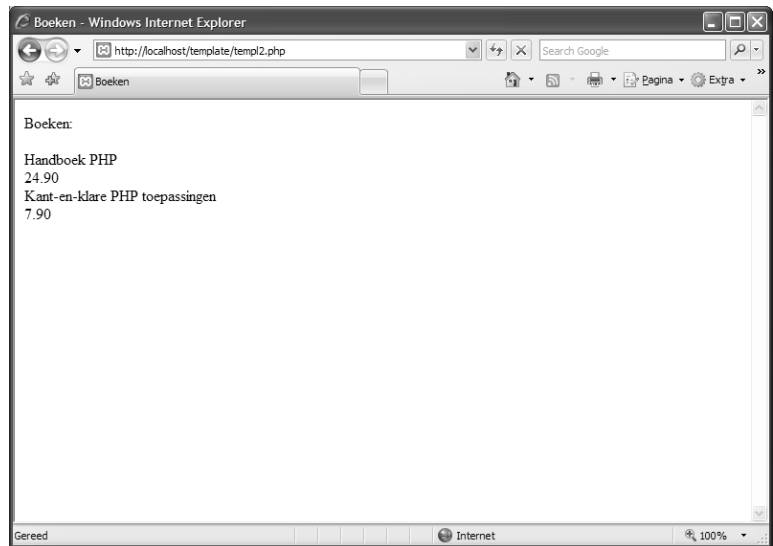 Boeken - Windows Internet Explorer
http://localhost/template/templ2.php
Search Google
Boeken
Pagina
Extra
»
Boeken:
Handboek PHP
24.90
Kant-en-klare PHP toepassingen
7.90
Gereed
Internet
100%